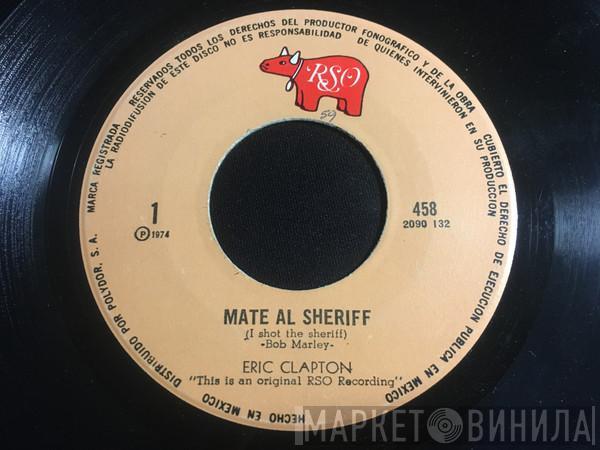 RESERVADOS TODOS LOS DERECHOS DEL PRODUCTOR FONOGRAFICO Y DE LA OBRA
LA RADIODIFUSION DE ESTE DISCO NO ES RESPONSABILIDAD DE QUIENES INTERVINIERON EN SU PRODUCCION
CUBIERTO EL DERECHO DE EJECUCION PUBLICA EN MEXICO
RSO
59
1
458
℗ 1974
2090 132
MATE AL SHERIFF
(I shot the sheriff)
-Bob Marley-
ERIC CLAPTON
"This is an original RSO Recording"
HECHO EN MEXICO
DISTRIBUIDO POR POLYDOR, S. A. MARCA REGISTRADA
МАРКЕТ ВИНИЛА